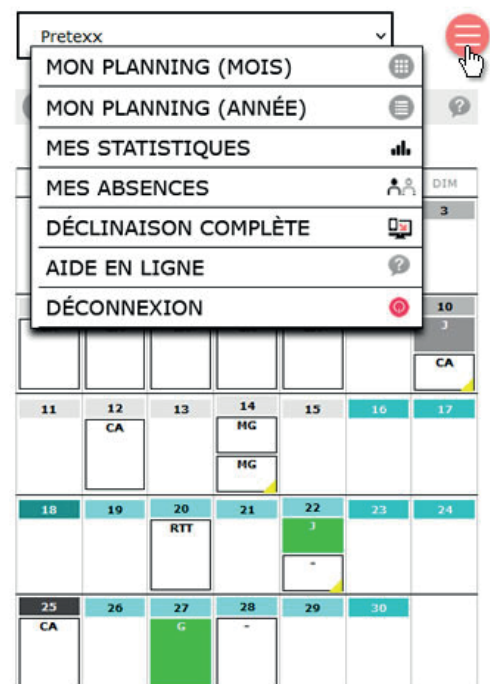 Pretexx
MON PLANNING (MOIS)
MON PLANNING (ANNÉE)
?
MES STATISTIQUES
MES ABSENCES
DIM
3
DÉCLINAISON COMPLÈTE
AIDE EN LIGNE ?
DÉCONNEXION
10
J
CA
11 12 13 14 15 16 17
CA MG
MG
18 19 20 21 22 23 24
RTT J
-
25 26 27 28 29 30
CA G -